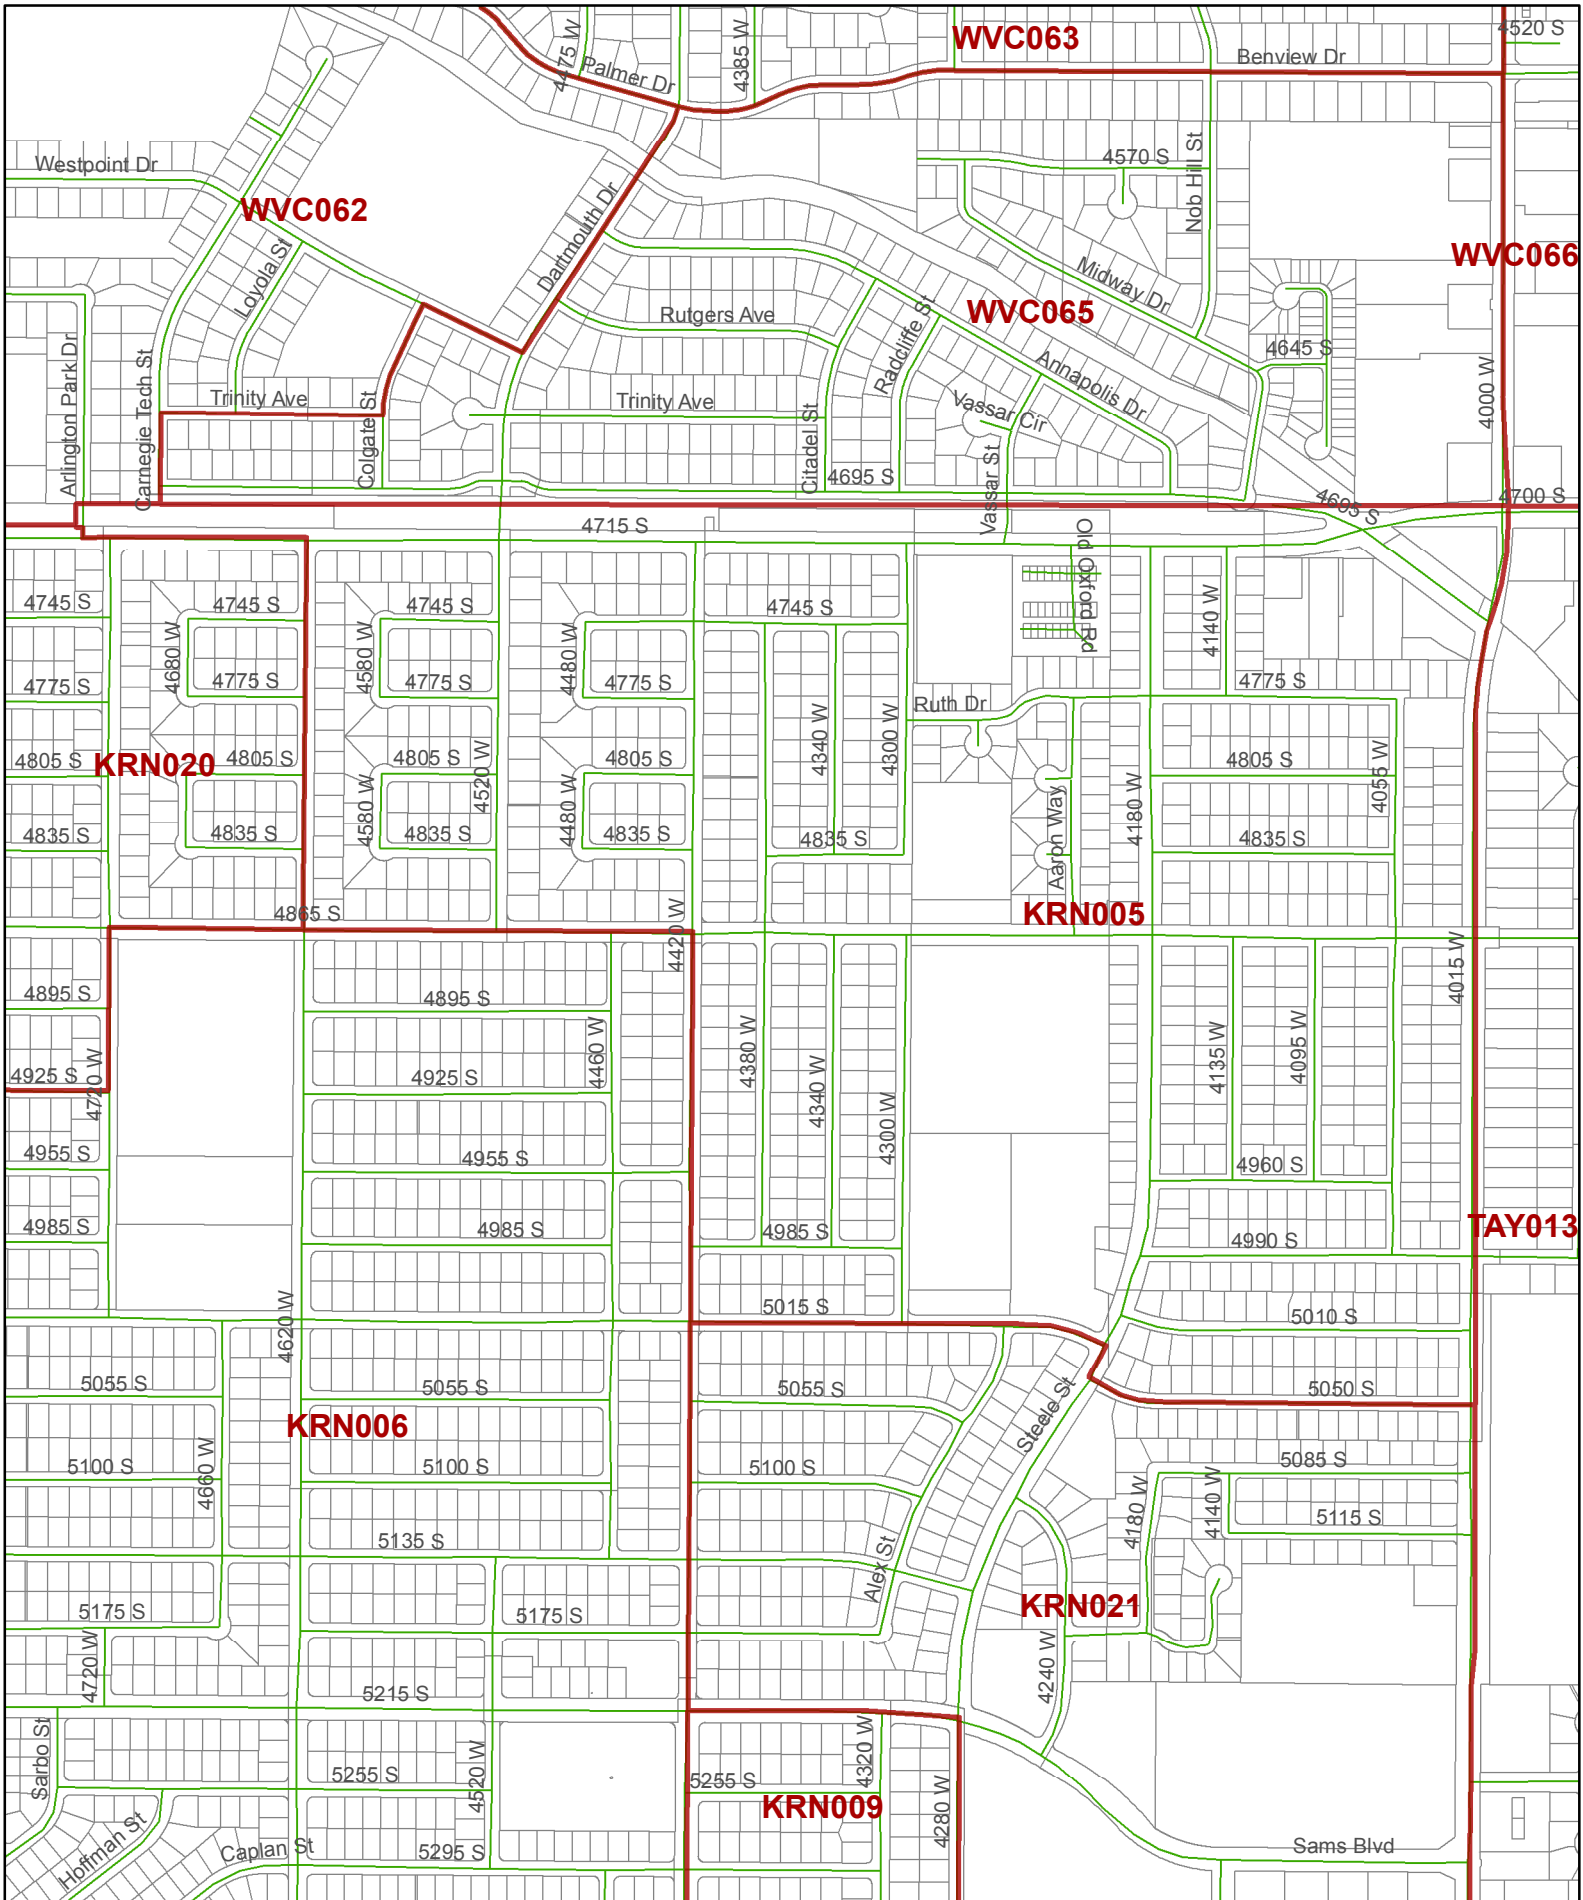 4520 S
WVC063
Benview Dr
4475 W
4385 W
Palmer Dr
Westpoint Dr
4570 S
Nob Hill St
WVC062
Dartmouth Dr
WVC066
Loyola St
Midway Dr
Rutgers Ave
Radcliffe St
WVC065
4645 S
Arlington Park Dr
Carnegie Tech St
Annapolis Dr
4000 W
Trinity Ave
Colgate St
Trinity Ave
Citadel St
Vassar Cir
4695 S
Vassar St
4695 S
4700 S
4715 S
Old Oxford Rd
4745 S
4745 S
4745 S
4745 S
4680 W
4580 W
4480 W
4140 W
4775 S
4775 S
4775 S
4775 S
4775 S
Ruth Dr
4340 W
4300 W
4805 S
KRN020
4805 S
4805 S
4520 W
4805 S
4805 S
4055 W
4180 W
4835 S
4835 S
4580 W
4835 S
4480 W
4835 S
4835 S
Aaron Way
4835 S
4865 S
4420 W
KRN005
4015 W
4895 S
4895 S
4925 S
4720 W
4925 S
4460 W
4380 W
4340 W
4300 W
4135 W
4095 W
4955 S
4955 S
4960 S
4985 S
4985 S
4985 S
4990 S
TAY013
4620 W
5015 S
5010 S
5055 S
5055 S
5055 S
5050 S
Steele St
KRN006
5100 S
4660 W
5100 S
5100 S
5085 S
4180 W
4140 W
5115 S
5135 S
Alex St
5175 S
5175 S
KRN021
4720 W
4240 W
5215 S
Sarbo St
4520 W
4320 W
5255 S
5255 S
KRN009
4280 W
Hoffman St
Caplan St
5295 S
Sams Blvd